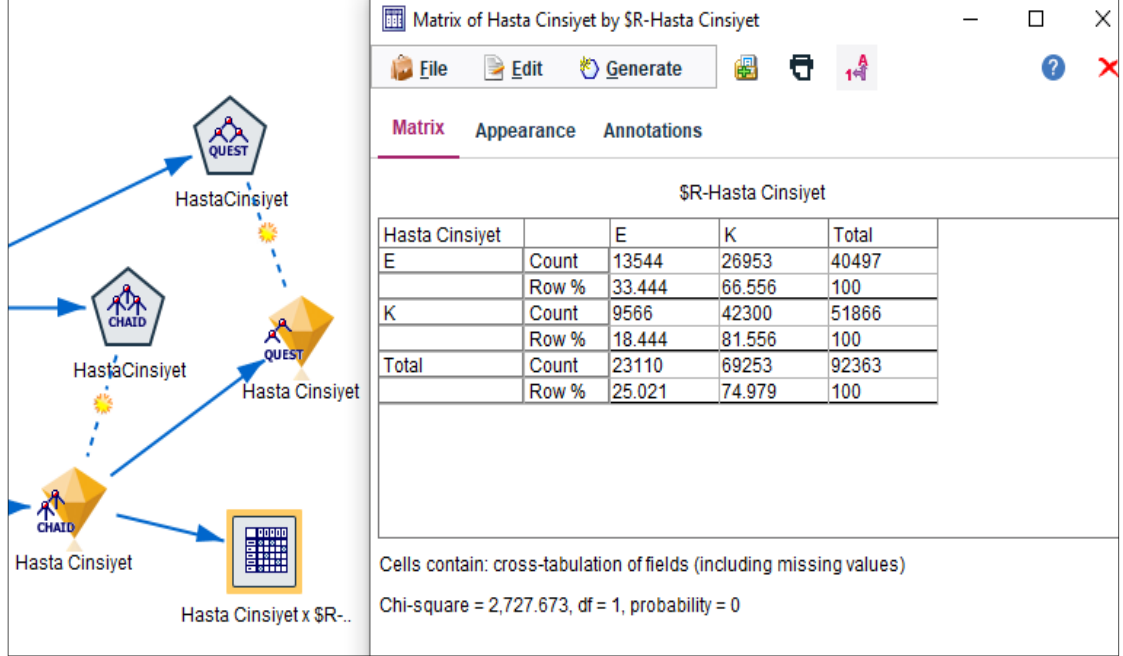 Matrix of Hasta Cinsiyet by $R-Hasta Cinsiyet
File Edit Generate
1 A
?
Matrix Appearance Annotations
$R-Hasta Cinsiyet
Hasta Cinsiyet E K Total
E Count 13544 26953 40497
Row % 33.444 66.556 100
K Count 9566 42300 51866
Row % 18.444 81.556 100
Total Count 23110 69253 92363
Row % 25.021 74.979 100
Cells contain: cross-tabulation of fields (including missing values)
Chi-square = 2,727.673, df = 1, probability = 0
QUEST
HastaCinsiyet
CHAID
HastaCinsiyet
QUEST
Hasta Cinsiyet
CHAID
Hasta Cinsiyet
Hasta Cinsiyet x $R-..